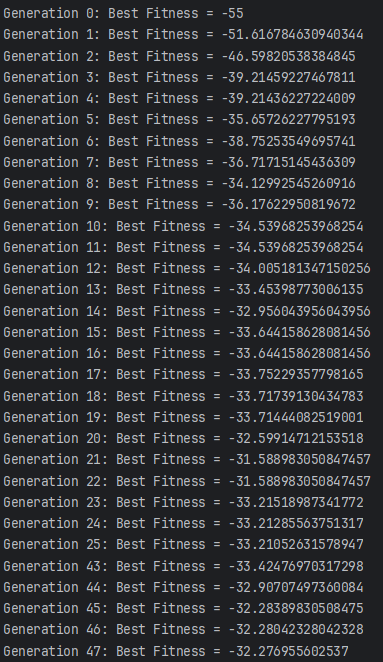 Generation 0: Best Fitness = -55
Generation 1: Best Fitness = -51.616784630940344
Generation 2: Best Fitness = -46.59820538384845
Generation 3: Best Fitness = -39.21459227467811
Generation 4: Best Fitness = -39.21436227224009
Generation 5: Best Fitness = -35.65726227795193
Generation 6: Best Fitness = -38.75253549695741
Generation 7: Best Fitness = -36.71715145436309
Generation 8: Best Fitness = -34.12992545260916
Generation 9: Best Fitness = -36.17622950819672
Generation 10: Best Fitness = -34.53968253968254
Generation 11: Best Fitness = -34.53968253968254
Generation 12: Best Fitness = -34.005181347150256
Generation 13: Best Fitness = -33.45398773006135
Generation 14: Best Fitness = -32.956043956043956
Generation 15: Best Fitness = -33.644158628081456
Generation 16: Best Fitness = -33.644158628081456
Generation 17: Best Fitness = -33.75229357798165
Generation 18: Best Fitness = -33.71739130434783
Generation 19: Best Fitness = -33.71444082519001
Generation 20: Best Fitness = -32.59914712153518
Generation 21: Best Fitness = -31.588983050847457
Generation 22: Best Fitness = -31.588983050847457
Generation 23: Best Fitness = -33.21518987341772
Generation 24: Best Fitness = -33.21285563751317
Generation 25: Best Fitness = -33.21052631578947
Generation 43: Best Fitness = -33.42476970317298
Generation 44: Best Fitness = -32.90707497360084
Generation 45: Best Fitness = -32.28389830508475
Generation 46: Best Fitness = -32.28042328042328
Generation 47: Best Fitness = -32.276955602537